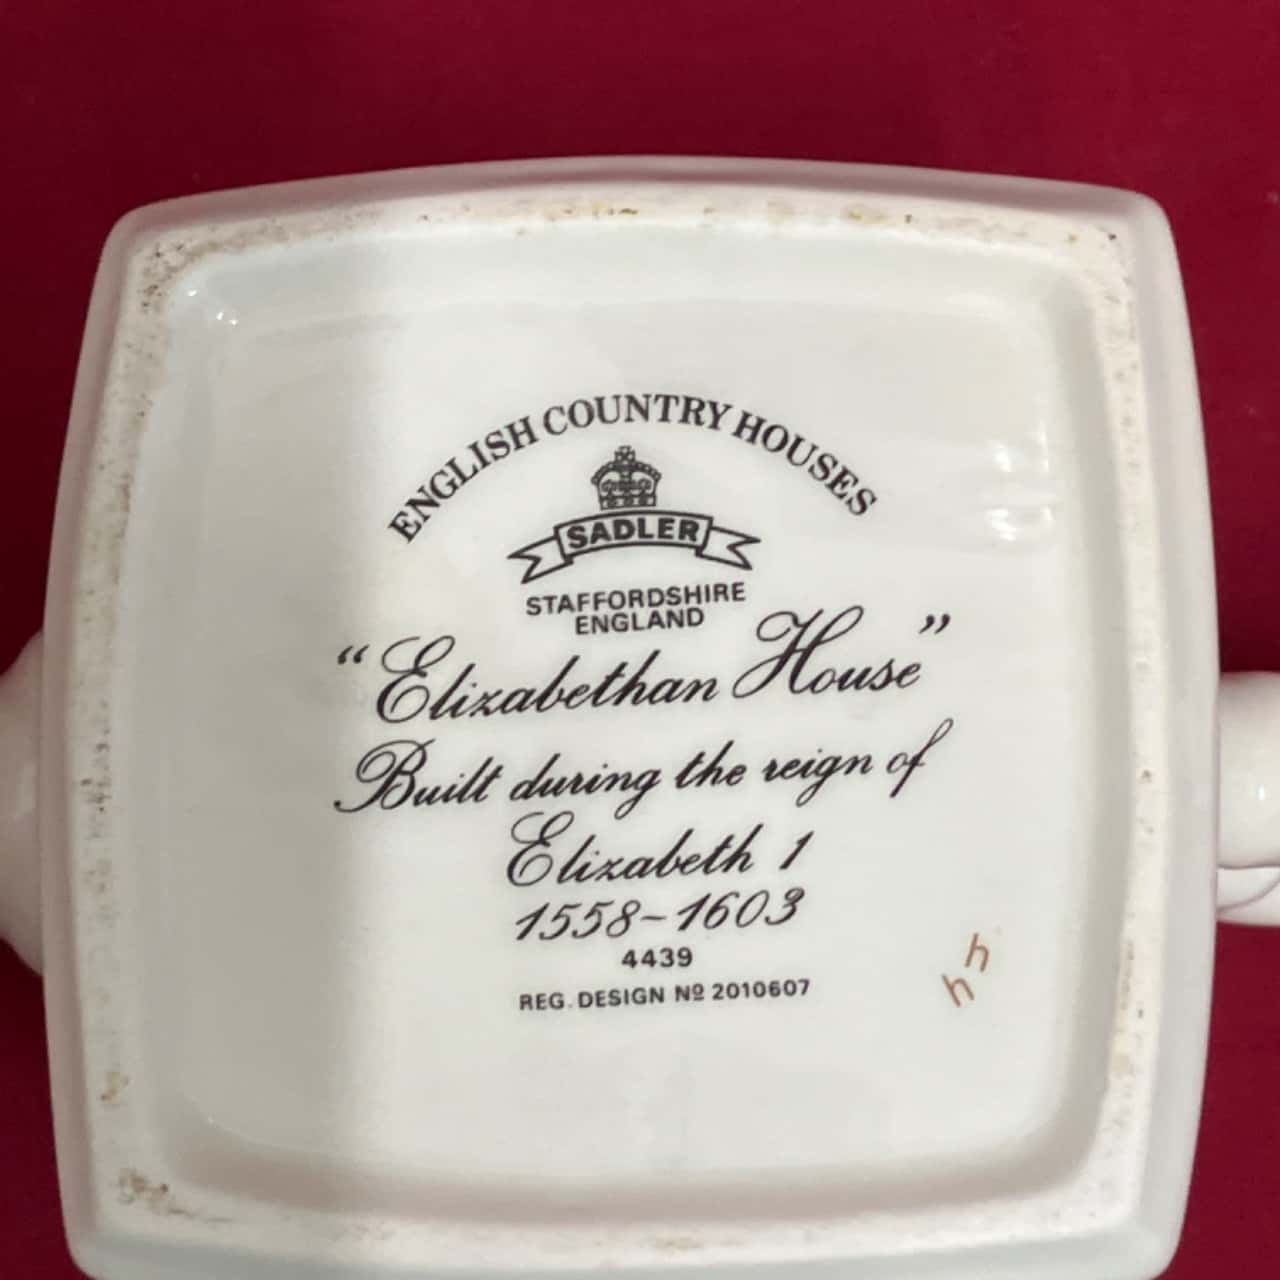 ENGLISH COUNTRY HOUSES
SADLER
STAFFORDSHIRE
ENGLAND
“Elizabethan House”
Built during the reign of
Elizabeth 1
1558–1603
4439
REG. DESIGN Nº 2010607